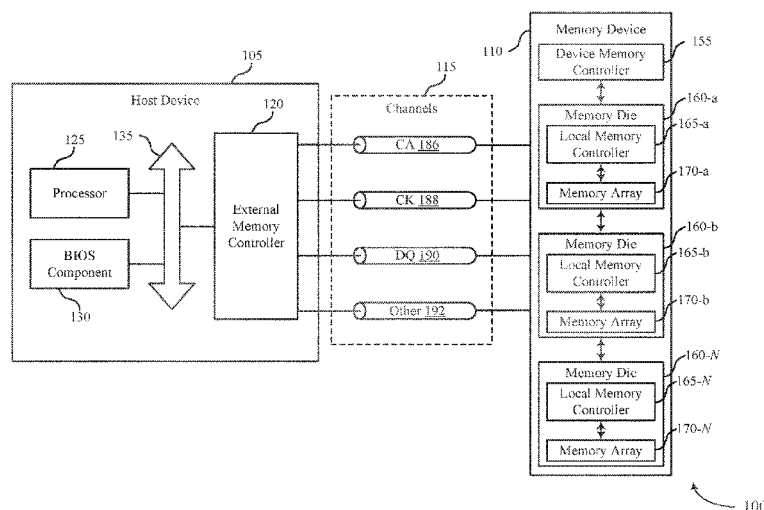 105
Host Device
125
Processor
135
BIOS
Component
130
120
External
Memory
Controller
115
Channels
CA 186
CK 188
DQ 190
Other 192
110
Memory Device
Device Memory
Controller
155
Memory Die
160-a
Local Memory
Controller
165-a
Memory Array
170-a
Memory Die
160-b
Local Memory
Controller
165-b
Memory Array
170-b
Memory Die
160-N
Local Memory
Controller
165-N
Memory Array
170-N